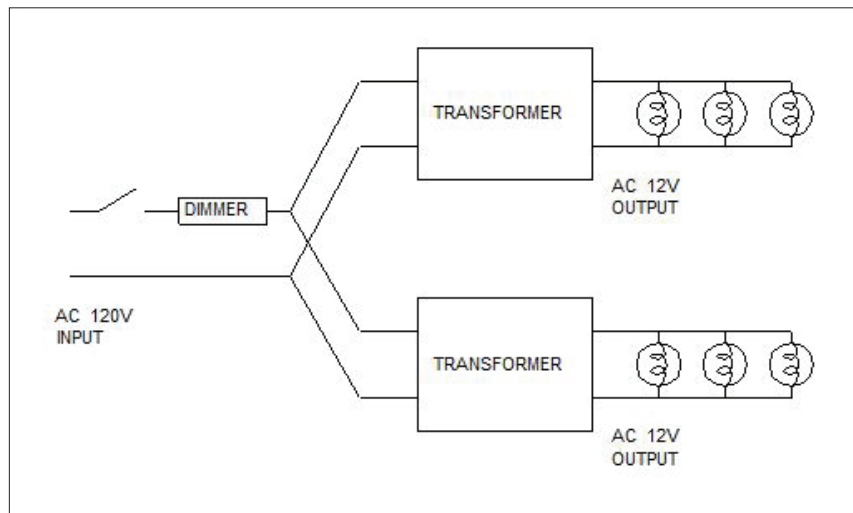 TRANSFORMER
AC 12V
OUTPUT
DIMMER
AC 120V
INPUT
TRANSFORMER
AC 12V
OUTPUT